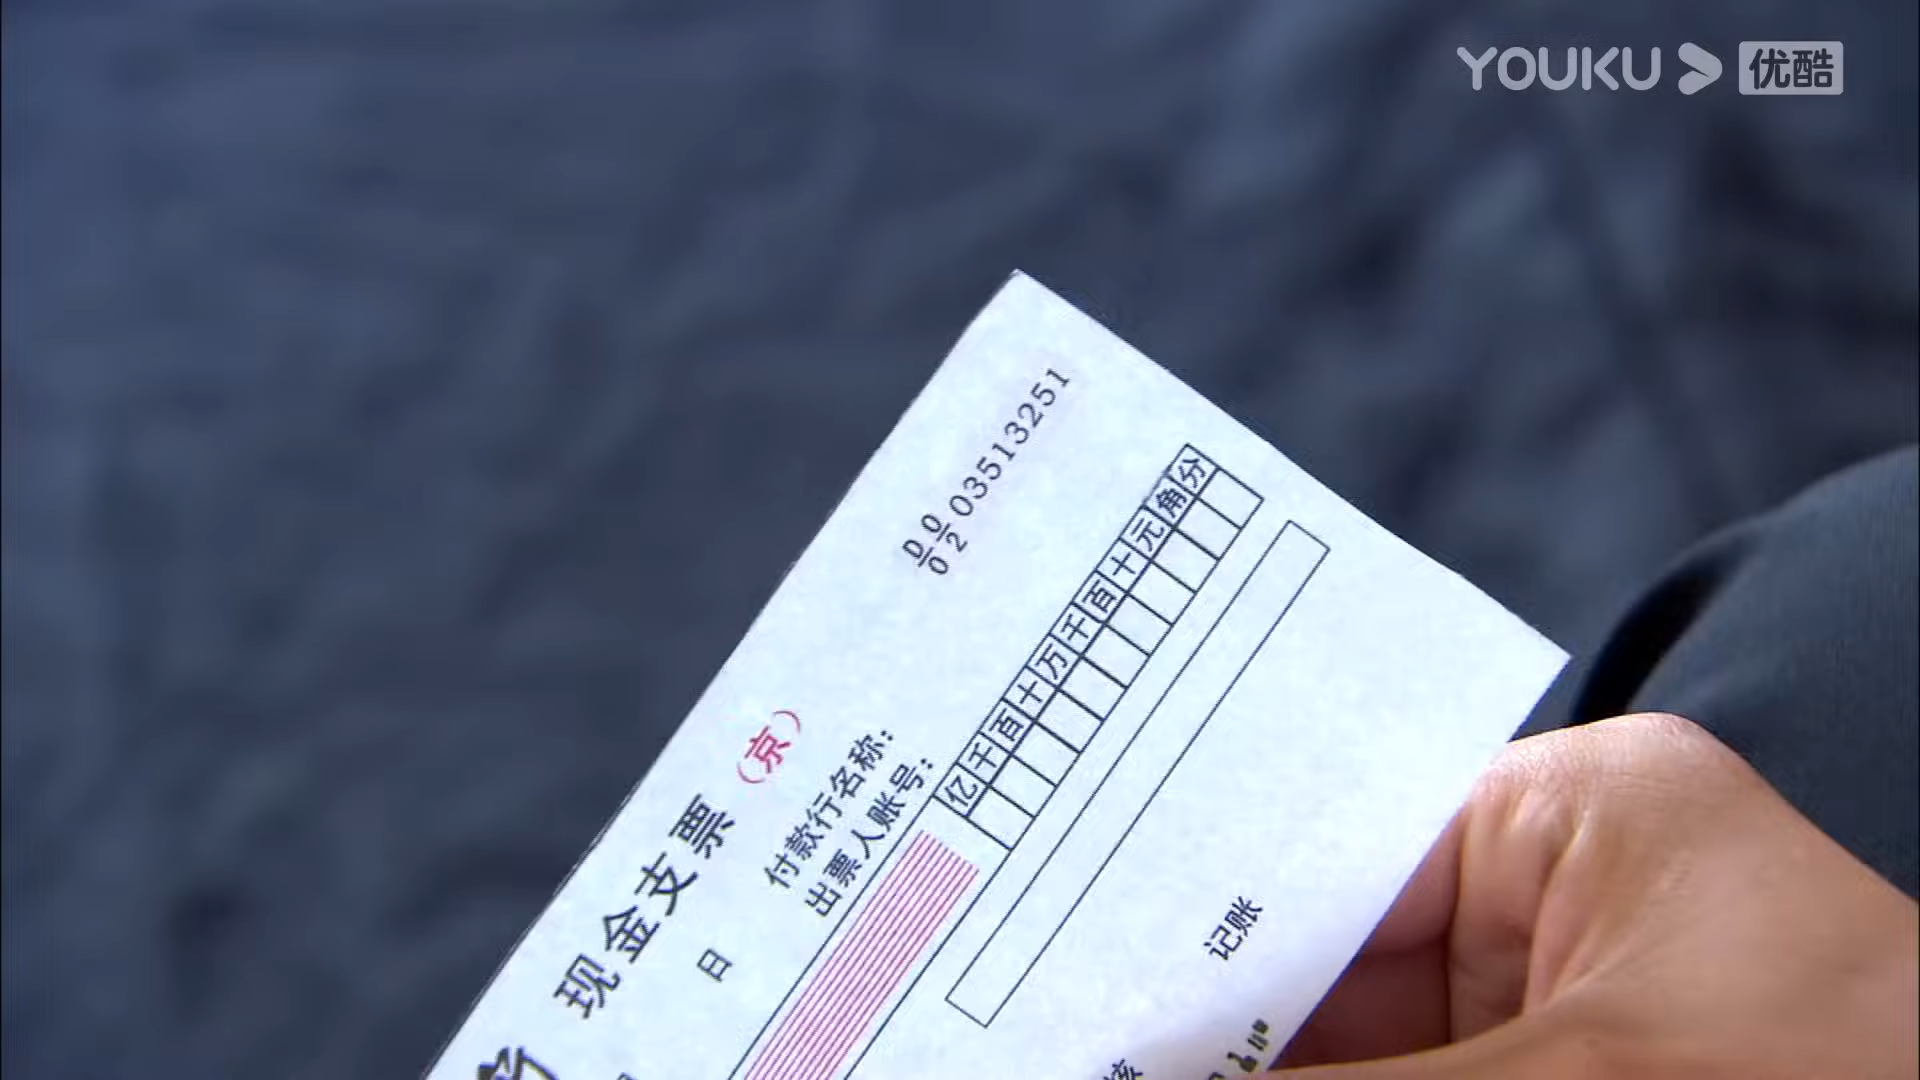 YOUKU 优酷
D0/02 03513251
现金支票（京）
日
付款行名称：
出票人账号：
亿千百十万千百十元角分
记账